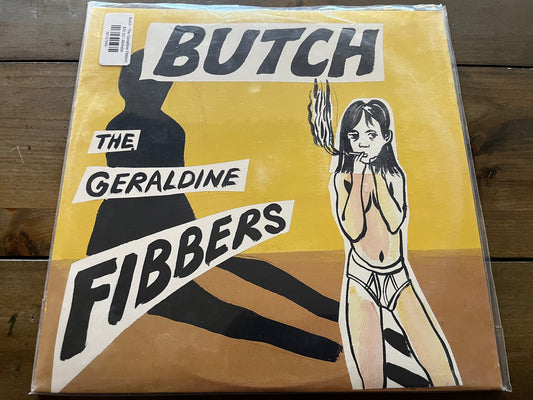 BUTCH
THE
GERALDINE
FIBBERS